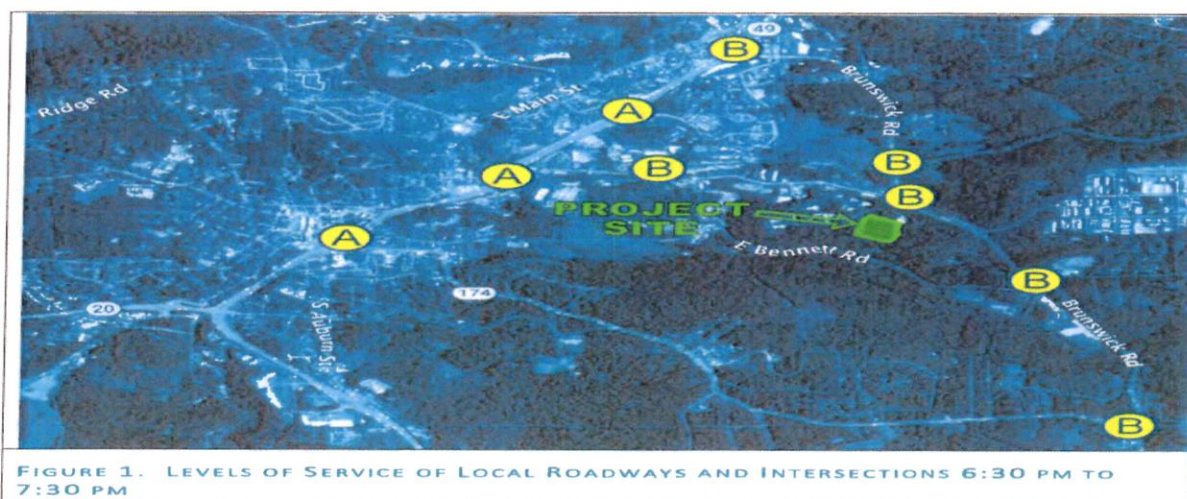 49
B
Brunswick Rd
Ridge Rd
E Main St
A
B
B
A
B
PROJECT
SITE
A
E Bennett Rd
B
174
20
S Auburn St
Brunswick Rd
B
FIGURE 1. LEVELS OF SERVICE OF LOCAL ROADWAYS AND INTERSECTIONS 6:30 PM TO
7:30 PM